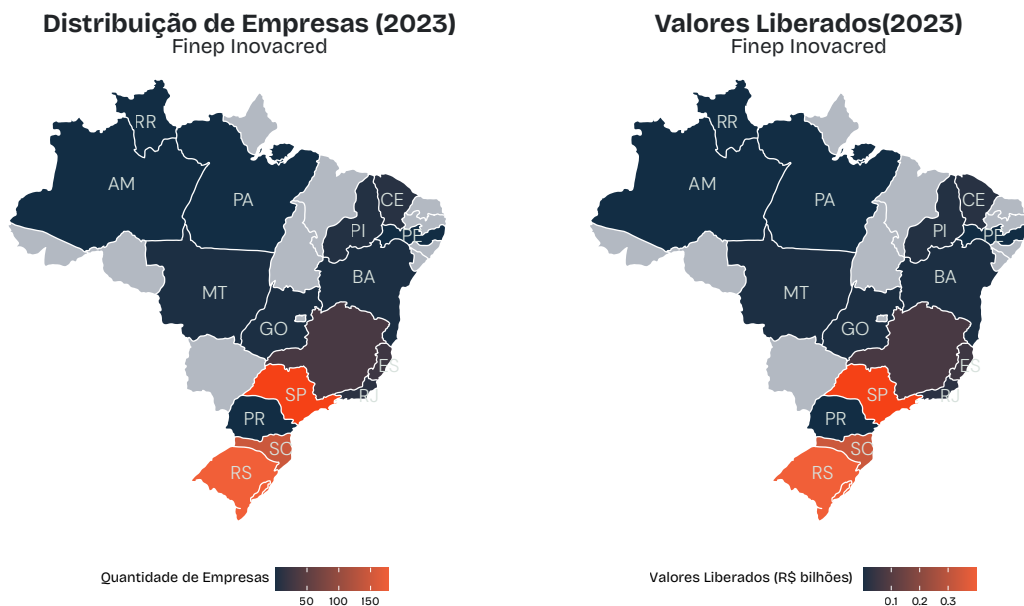 Distribuição de Empresas (2023)
Finep Inovacred
RR
AM
PA
CE
PI
PE
BA
MT
GO
ES
SP
RJ
PR
SC
RS
Quantidade de Empresas
50 100 150
Valores Liberados(2023)
Finep Inovacred
RR
AM
PA
CE
PI
PE
BA
MT
GO
ES
SP
RJ
PR
SC
RS
Valores Liberados (R$ bilhões)
0.1 0.2 0.3